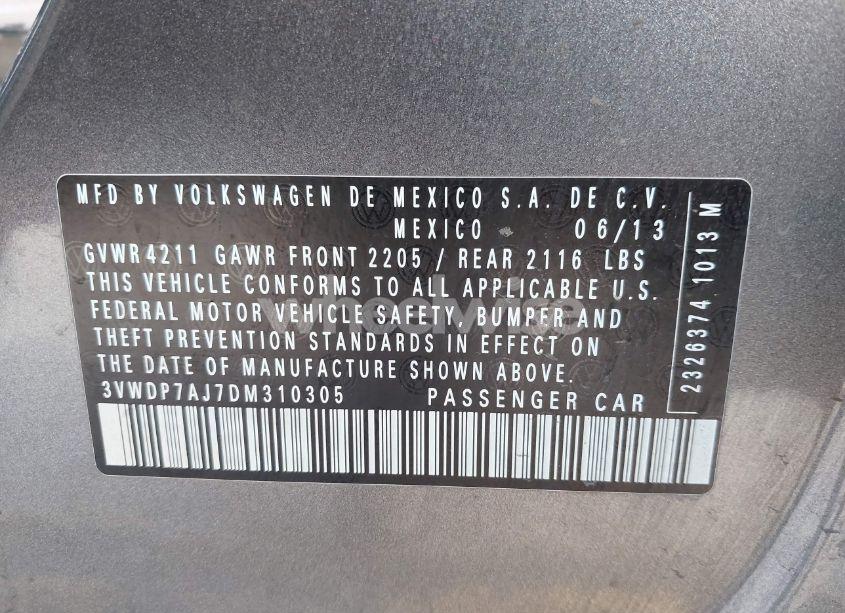 MFD BY VOLKSWAGEN DE MEXICO S.A. DE C.V.
MEXICO 06/13
GVWR 4211 GAWR FRONT 2205 / REAR 2116 LBS
THIS VEHICLE CONFORMS TO ALL APPLICABLE U.S.
FEDERAL MOTOR VEHICLE SAFETY, BUMPER AND
THEFT PREVENTION STANDARDS IN EFFECT ON
THE DATE OF MANUFACTURE SHOWN ABOVE.
3VWDP7AJ7DM310305 PASSENGER CAR
2326374 1013 M